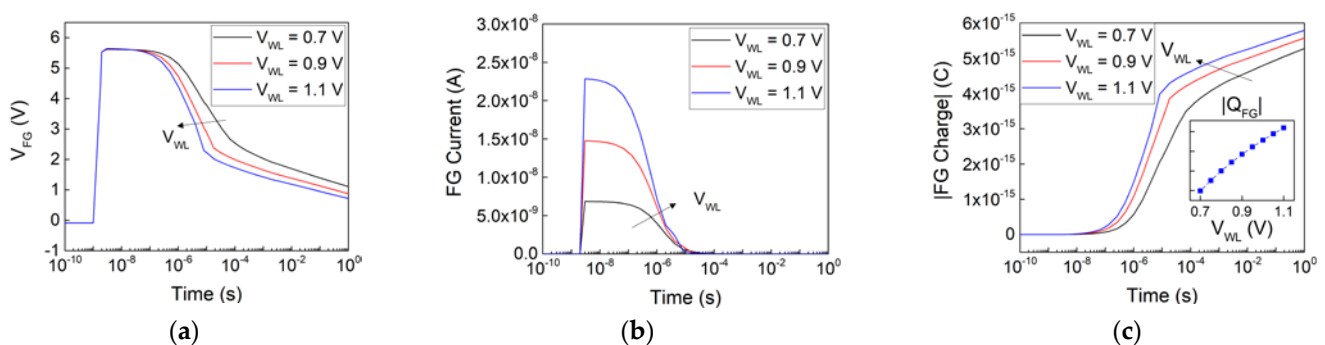 6
5
4
3
2
1
0
-1
V_FG (V)
V_WL = 0.7 V
V_WL = 0.9 V
V_WL = 1.1 V
V_WL
10^-10 10^-8 10^-6 10^-4 10^-2 10^0
Time (s)
(a)
3.0x10^-8
2.5x10^-8
2.0x10^-8
1.5x10^-8
1.0x10^-8
5.0x10^-9
0.0
FG Current (A)
V_WL = 0.7 V
V_WL = 0.9 V
V_WL = 1.1 V
V_WL
10^-10 10^-8 10^-6 10^-4 10^-2 10^0
Time (s)
(b)
6x10^-15
5x10^-15
4x10^-15
3x10^-15
2x10^-15
1x10^-15
0
|FG Charge| (C)
V_WL = 0.7 V
V_WL = 0.9 V
V_WL = 1.1 V
V_WL
|Q_FG|
0.7 0.9 1.1
V_WL (V)
10^-10 10^-8 10^-6 10^-4 10^-2 10^0
Time (s)
(c)